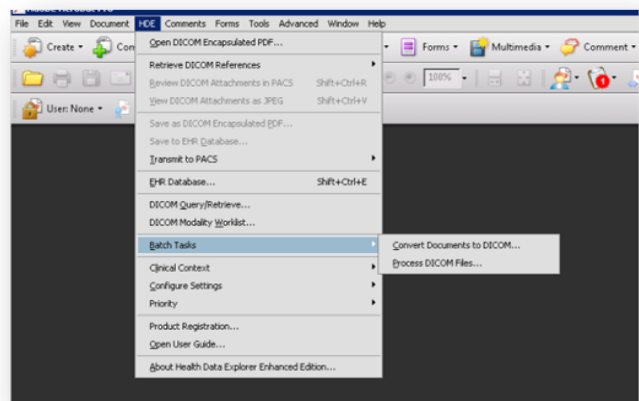 File Edit View Document HDE Comments Forms Tools Advanced Window Help
Create Com Forms Multimedia Comment
Open DICOM Encapsulated PDF...
Retrieve DICOM References
Review DICOM Attachments in PACS Shift+Ctrl+R
100%
View DICOM Attachments as JPEG Shift+Ctrl+V
User: None
Save as DICOM Encapsulated PDF...
Save to EHR Database...
Transmit to PACS
EHR Database... Shift+Ctrl+E
DICOM Query/Retrieve...
DICOM Modality Worklist...
Batch Tasks
Convert Documents to DICOM...
Process DICOM Files...
Clinical Context
Configure Settings
Priority
Product Registration...
Open User Guide...
About Health Data Explorer Enhanced Edition...